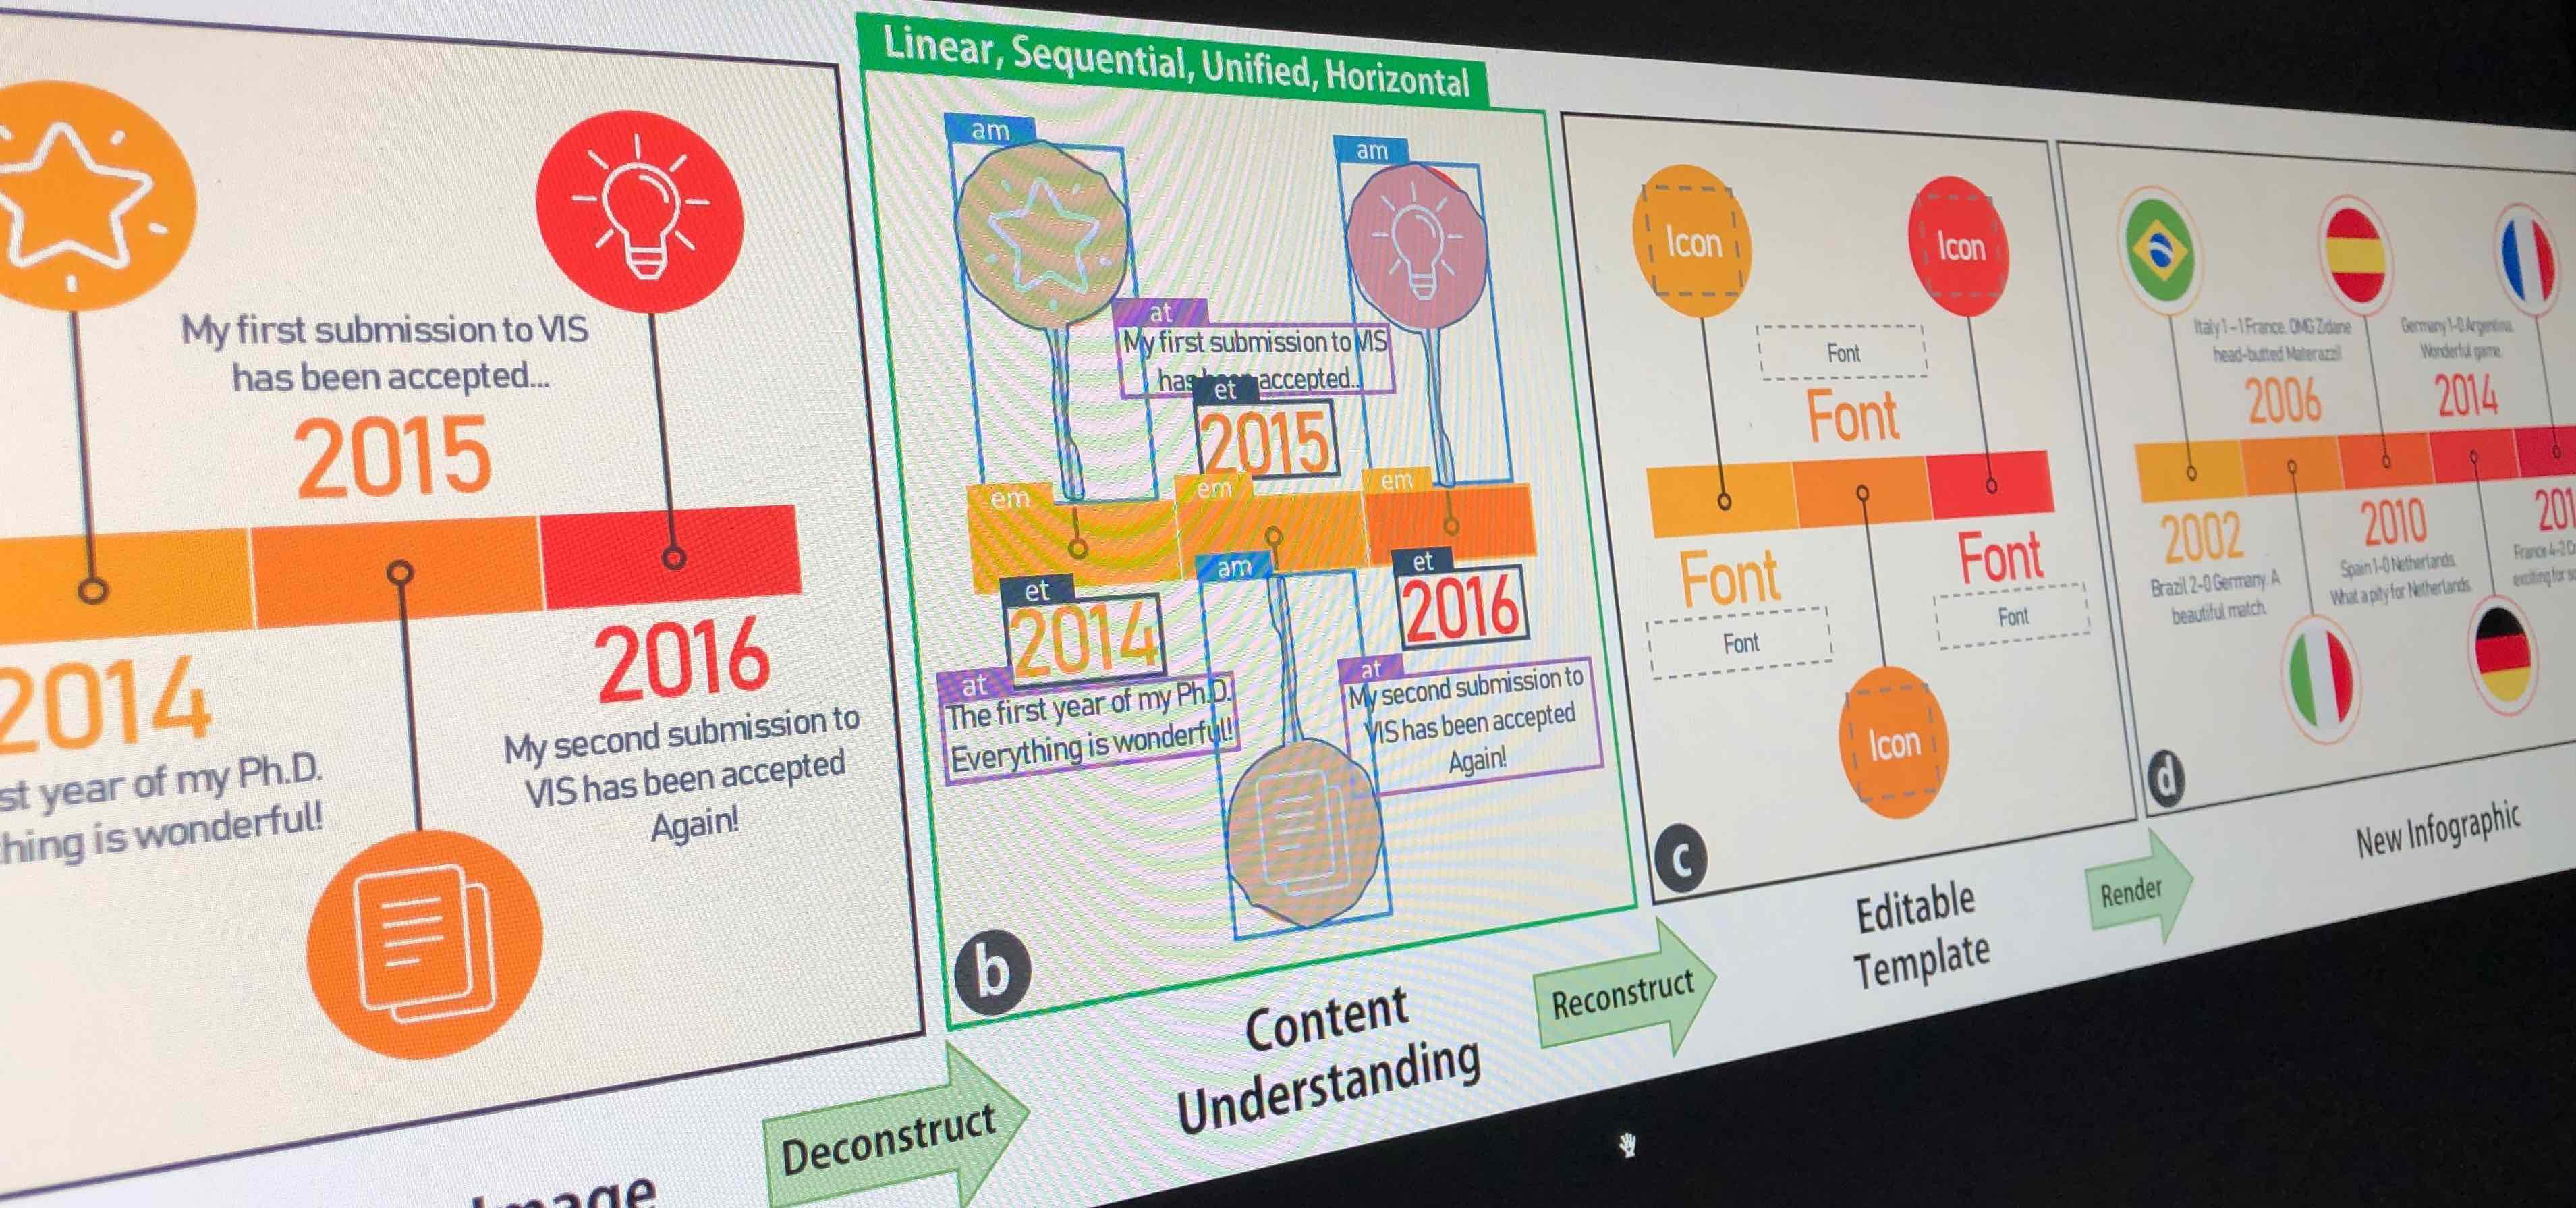 My first submission to VIS
has been accepted...
2015
2014
st year of my Ph.D.
hing is wonderful!
2016
My second submission to
VIS has been accepted
Again!
Image
Deconstruct
Linear, Sequential, Unified, Horizontal
am
am
at
My first submission to VIS
has been accepted..
et
2015
em
em
em
et
2014
at
The first year of my Ph.D.
Everything is wonderful!
am
et
2016
at
My second submission to
VIS has been accepted
Again!
b
Content
Understanding
Reconstruct
Icon
Icon
Font
Font
Font
Font
Font
Font
Icon
c
Editable
Template
Render
Italy 1-1 France. OMG Zidane
head-butted Materazzi
2006
Germany 1-0 Argentina.
Wonderful game.
2014
2002
Brazil 2-0 Germany. A
beautiful match.
2010
Spain 1-0 Netherlands.
What a pity for Netherlands.
201
France 4-2
exciting for
d
New Infographic